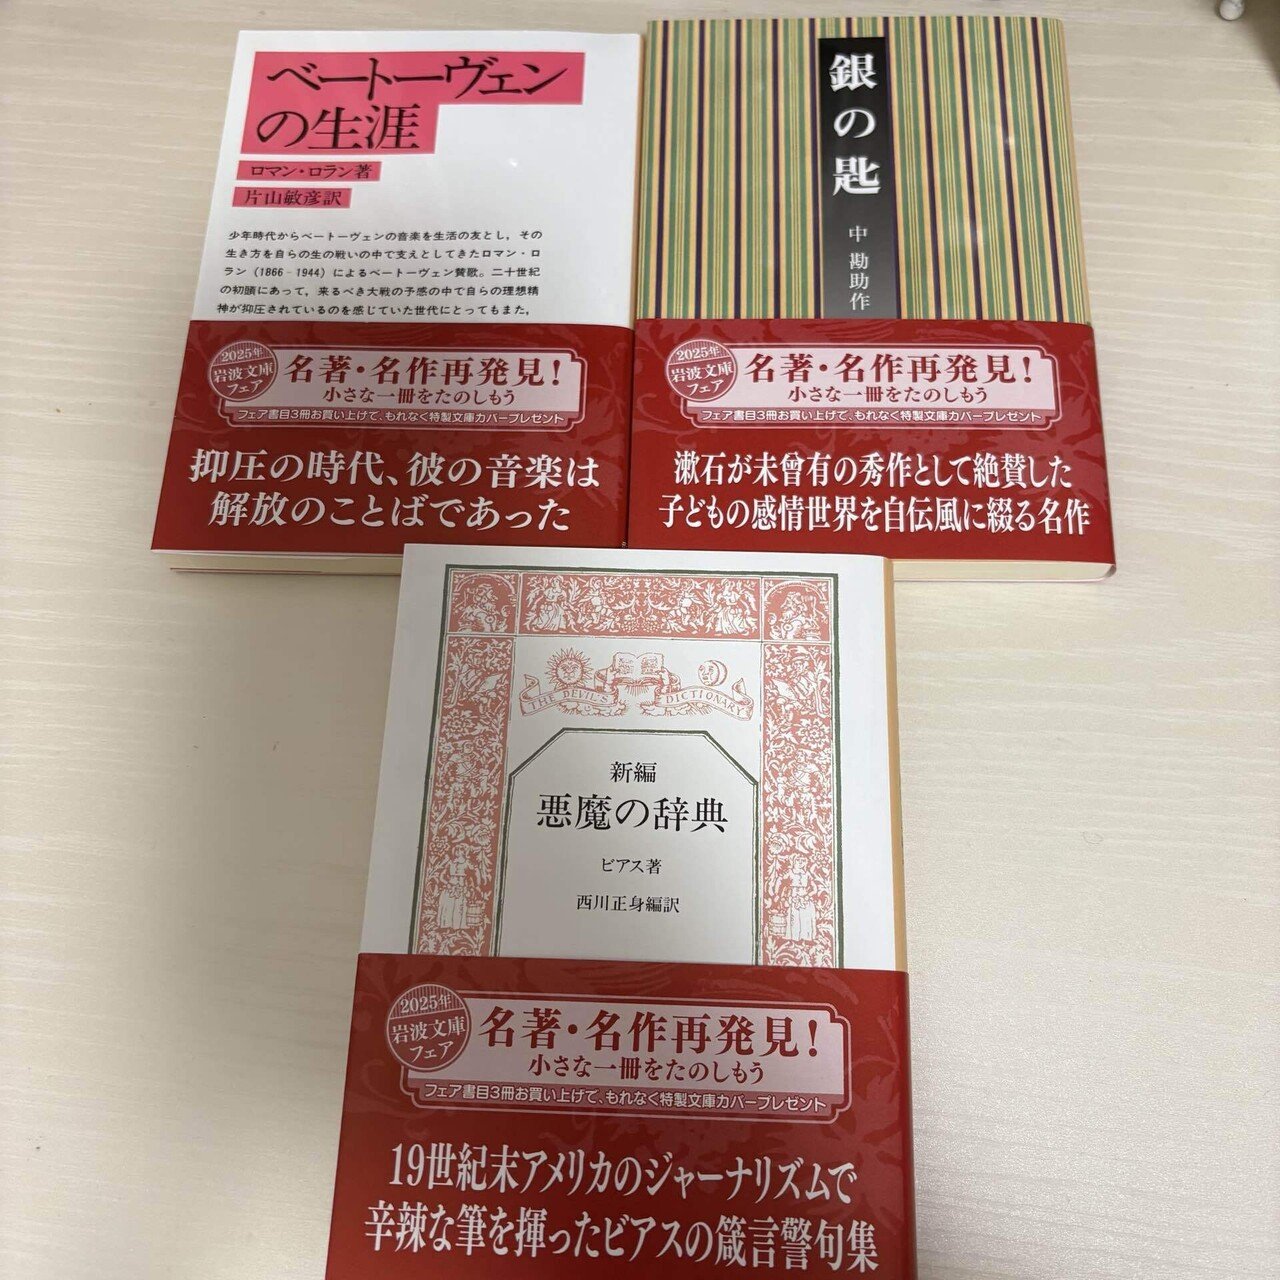 ベートーヴェン
の生涯
ロマン・ロラン著
片山敏彦訳
少年時代からベートーヴェンの音楽を生活の友とし，その
生き方を自らの生の戦いの中で支えとしてきたロマン・ロ
ラン（1866－1944）によるベートーヴェン賛歌。二十世紀
の初頭にあって，来るべき大戦の予感の中で自らの理想精
神が抑圧されているのを感じていた世代にとってもまた，
2025年
岩波文庫
フェア
名著・名作再発見！
小さな一冊をたのしもう
フェア書目3冊お買い上げで、もれなく特製文庫カバープレゼント
抑圧の時代、彼の音楽は
解放のことばであった
銀の匙
中 勘助作
2025年
岩波文庫
フェア
名著・名作再発見！
小さな一冊をたのしもう
フェア書目3冊お買い上げで、もれなく特製文庫カバープレゼント
漱石が未曾有の秀作として絶賛した
子どもの感情世界を自伝風に綴る名作
THE DEVIL'S DICTIONARY
新編
悪魔の辞典
ビアス著
西川正身編訳
2025年
岩波文庫
フェア
名著・名作再発見！
小さな一冊をたのしもう
フェア書目3冊お買い上げで、もれなく特製文庫カバープレゼント
19世紀末アメリカのジャーナリズムで
辛辣な筆を揮ったビアスの箴言警句集